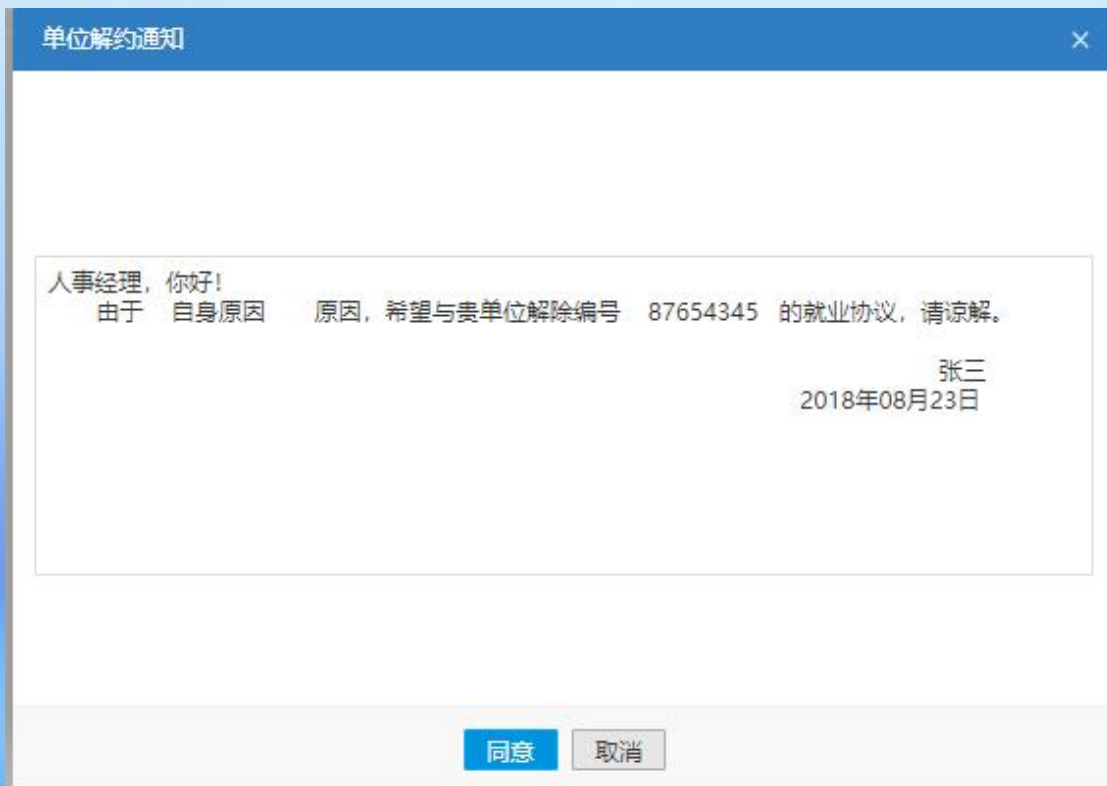 单位解约通知
人事经理，你好！
由于 自身原因 原因，希望与贵单位解除编号 87654345 的就业协议，请谅解。
张三
2018年08月23日
同意 取消